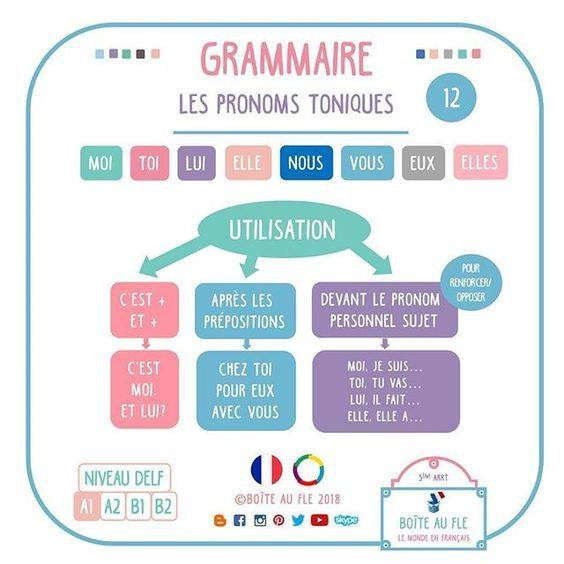 GRAMMAIRE
LES PRONOMS TONIQUES
12
MOI TOI LUI ELLE NOUS VOUS EUX ELLES
UTILISATION
POUR
RENFORCER/
OPPOSER
C'EST +
ET +
APRÈS LES
PRÉPOSITIONS
DEVANT LE PRONOM
PERSONNEL SUJET
C'EST
MOI.
ET LUI?
CHEZ TOI
POUR EUX
AVEC VOUS
MOI, JE SUIS...
TOI, TU VAS...
LUI, IL FAIT...
ELLE, ELLE A...
NIVEAU DELF
A1 A2 B1 B2
©BOÎTE AU FLE 2018
skype
5ÈME ARRT
BOÎTE AU FLE
LE MONDE EN FRANÇAIS